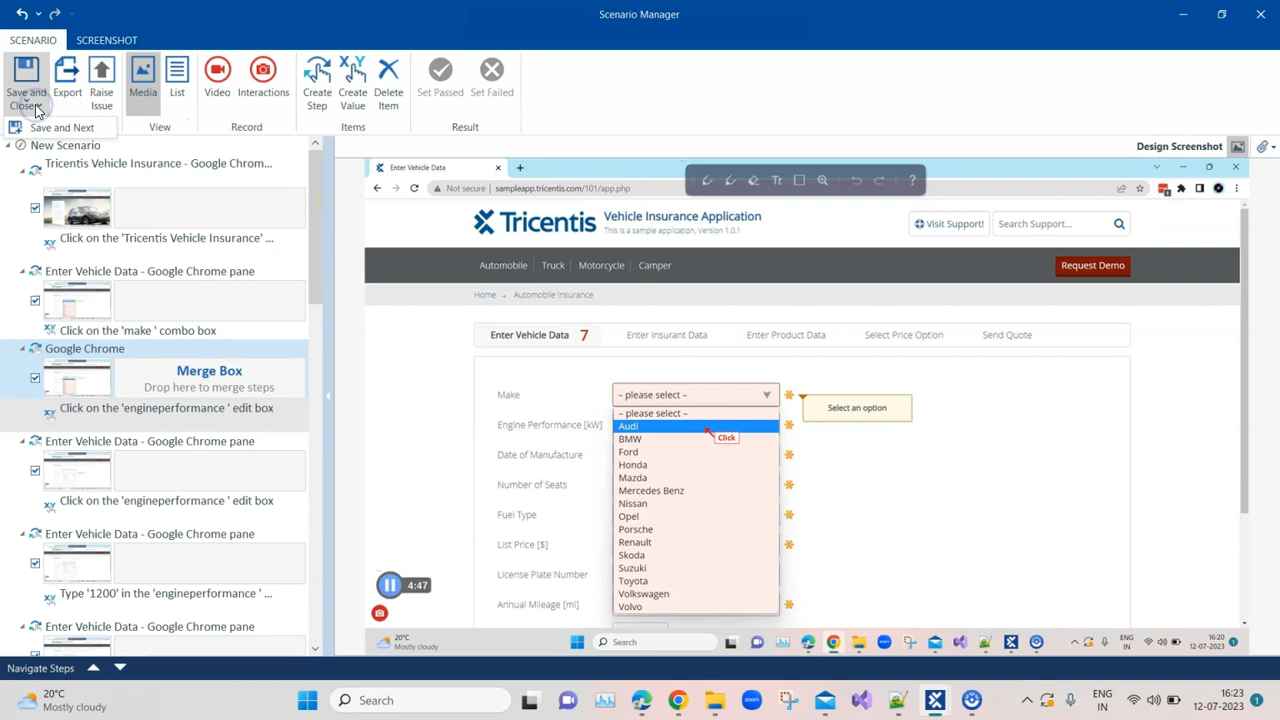 Scenario Manager
SCENARIO
SCREENSHOT
Save and
Close
Export
Raise
Issue
Media
List
Video
Interactions
Create
Step
Create
Value
Delete
Item
Set Passed
Set Failed
View
Record
Items
Result
Save and Next
New Scenario
Tricentis Vehicle Insurance - Google Chrom...
Click on the 'Tricentis Vehicle Insurance' ...
Enter Vehicle Data - Google Chrome pane
Click on the 'make ' combo box
Google Chrome
Merge Box
Drop here to merge steps
Click on the 'engineperformance ' edit box
Enter Vehicle Data - Google Chrome pane
Click on the 'engineperformance ' edit box
Enter Vehicle Data - Google Chrome pane
Type '1200' in the 'engineperformance ' ...
Enter Vehicle Data - Google Chrome pane
Navigate Steps
Design Screenshot
Enter Vehicle Data
Not secure | sampleapp.tricentis.com/101/app.php
Tt
?
Tricentis
Vehicle Insurance Application
This is a sample application, Version 1.0.1
Visit Support!
Search Support...
Automobile
Truck
Motorcycle
Camper
Request Demo
Home → Automobile Insurance
Enter Vehicle Data 7
Enter Insurant Data
Enter Product Data
Select Price Option
Send Quote
Make
– please select –
Select an option
– please select –
Engine Performance [kW]
Audi
Click
BMW
Ford
Date of Manufacture
Honda
Mazda
Number of Seats
Mercedes Benz
Nissan
Fuel Type
Opel
Porsche
List Price [$]
Renault
Skoda
License Plate Number
Suzuki
Toyota
Volkswagen
Annual Mileage [mi]
Volvo
4:47
20°C
Mostly cloudy
Search
ENG
IN
16:20
12-07-2023
20°C
Mostly cloudy
Search
ENG
IN
16:23
12-07-2023